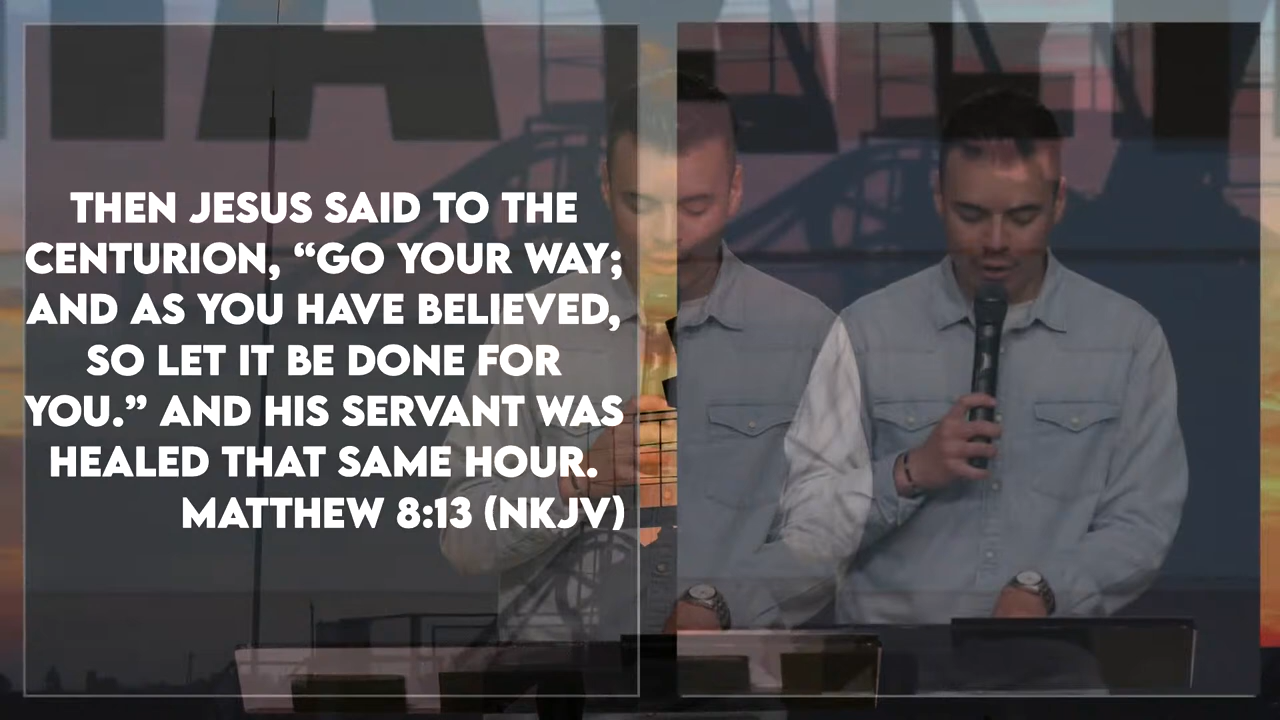 THEN JESUS SAID TO THE
CENTURION, “GO YOUR WAY;
AND AS YOU HAVE BELIEVED,
SO LET IT BE DONE FOR
YOU.” AND HIS SERVANT WAS
HEALED THAT SAME HOUR.
MATTHEW 8:13 (NKJV)